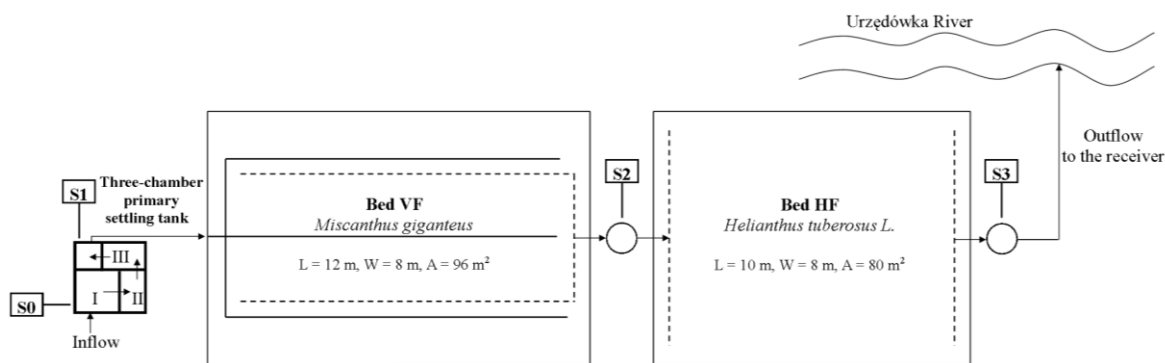 Urzędówka River
Outflow
to the receiver
S1
Three-chamber
primary
settling tank
S0
III
I
II
Inflow
Bed VF
Miscanthus giganteus
L = 12 m, W = 8 m, A = 96 m²
S2
Bed HF
Helianthus tuberosus L.
L = 10 m, W = 8 m, A = 80 m²
S3